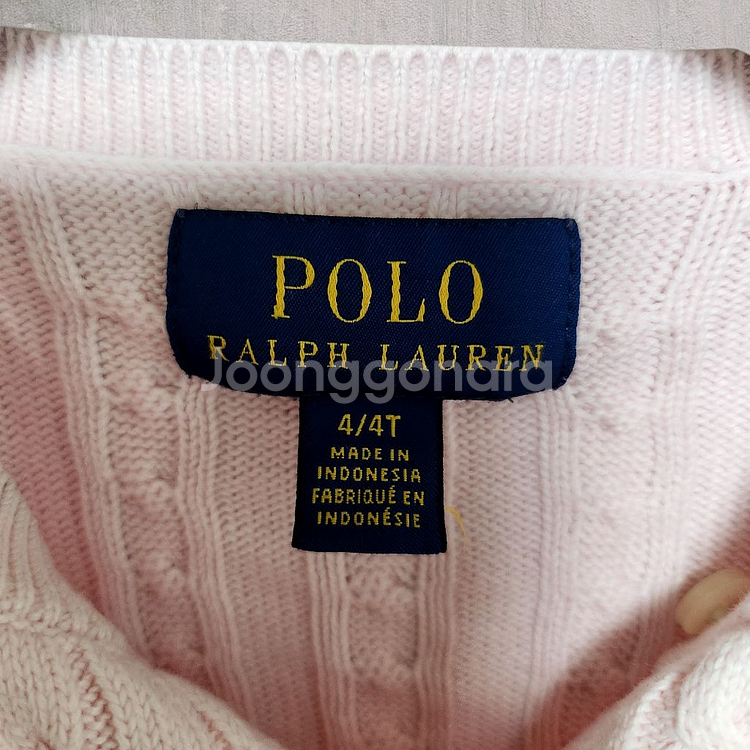 POLO
RALPH LAUREN
Joonggonara
4/4T
MADE IN
INDONESIA
FABRIQUÉ EN
INDONÉSIE